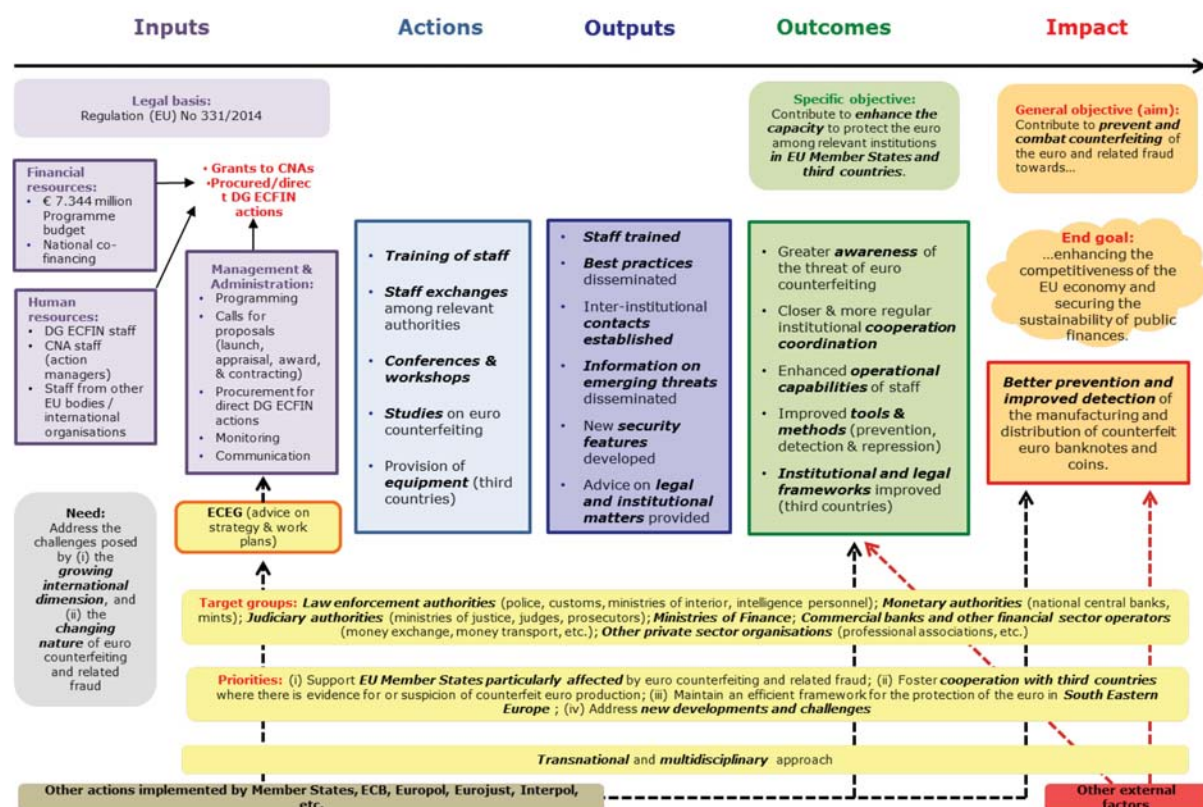 Inputs
Actions
Outputs
Outcomes
Impact
Legal basis:
Regulation (EU) No 331/2014
Financial
resources:
• € 7.344 million
Programme
budget
• National co-
financing
• Grants to CNAs
• Procured/direc
t DG ECFIN
actions
Human
resources:
• DG ECFIN staff
• CNA staff
(action
managers)
• Staff from other
EU bodies /
international
organisations
Management &
Administration:
• Programming
• Calls for
proposals
(launch,
appraisal, award,
& contracting)
• Procurement for
direct DG ECFIN
actions
• Monitoring
• Communication
Need:
Address the
challenges posed
by (i) the
growing
international
dimension, and
(ii) the
changing
nature of euro
counterfeiting
and related
fraud
ECEG (advice on
strategy & work
plans)
• Training of staff
• Staff exchanges
among relevant
authorities
• Conferences &
workshops
• Studies on euro
counterfeiting
• Provision of
equipment (third
countries)
• Staff trained
• Best practices
disseminated
• Inter-institutional
contacts
established
• Information on
emerging threats
disseminated
• New security
features
developed
• Advice on legal
and institutional
matters provided
Specific objective:
Contribute to enhance the
capacity to protect the euro
among relevant institutions
in EU Member States and
third countries.
• Greater awareness of
the threat of euro
counterfeiting
• Closer & more regular
institutional cooperation
coordination
• Enhanced operational
capabilities of staff
• Improved tools &
methods (prevention,
detection & repression)
• Institutional and legal
frameworks improved
(third countries)
General objective (aim):
Contribute to prevent and
combat counterfeiting of
the euro and related fraud
towards...
End goal:
...enhancing the
competitiveness of the
EU economy and
securing the
sustainability of public
finances.
Better prevention and
improved detection of
the manufacturing and
distribution of counterfeit
euro banknotes and
coins.
Target groups: Law enforcement authorities (police, customs, ministries of interior, intelligence personnel); Monetary authorities (national central banks,
mints); Judiciary authorities (ministries of justice, judges, prosecutors); Ministries of Finance; Commercial banks and other financial sector operators
(money exchange, money transport, etc.); Other private sector organisations (professional associations, etc.)
Priorities: (i) Support EU Member States particularly affected by euro counterfeiting and related fraud; (ii) Foster cooperation with third countries
where there is evidence for or suspicion of counterfeit euro production; (iii) Maintain an efficient framework for the protection of the euro in South Eastern
Europe ; (iv) Address new developments and challenges
Transnational and multidisciplinary approach
Other actions implemented by Member States, ECB, Europol, Eurojust, Interpol,
etc.
Other external
factors